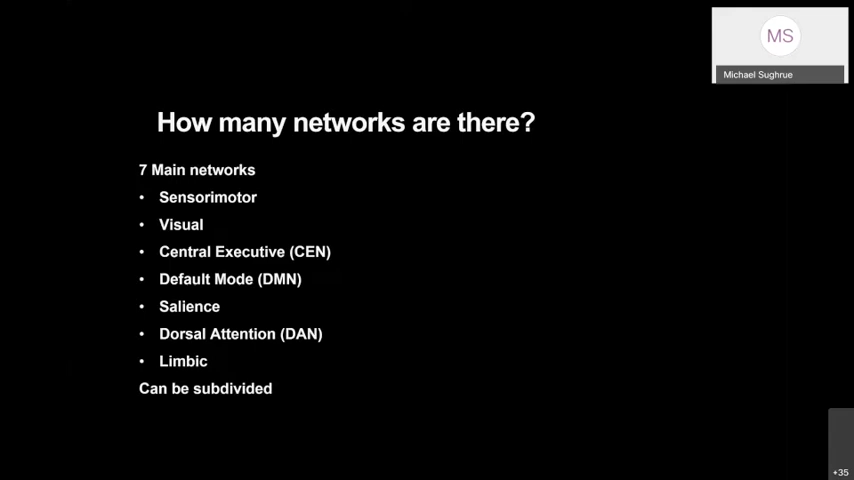 MS
Michael Sughrue
How many networks are there?
7 Main networks
• Sensorimotor
• Visual
• Central Executive (CEN)
• Default Mode (DMN)
• Salience
• Dorsal Attention (DAN)
• Limbic
Can be subdivided
+35